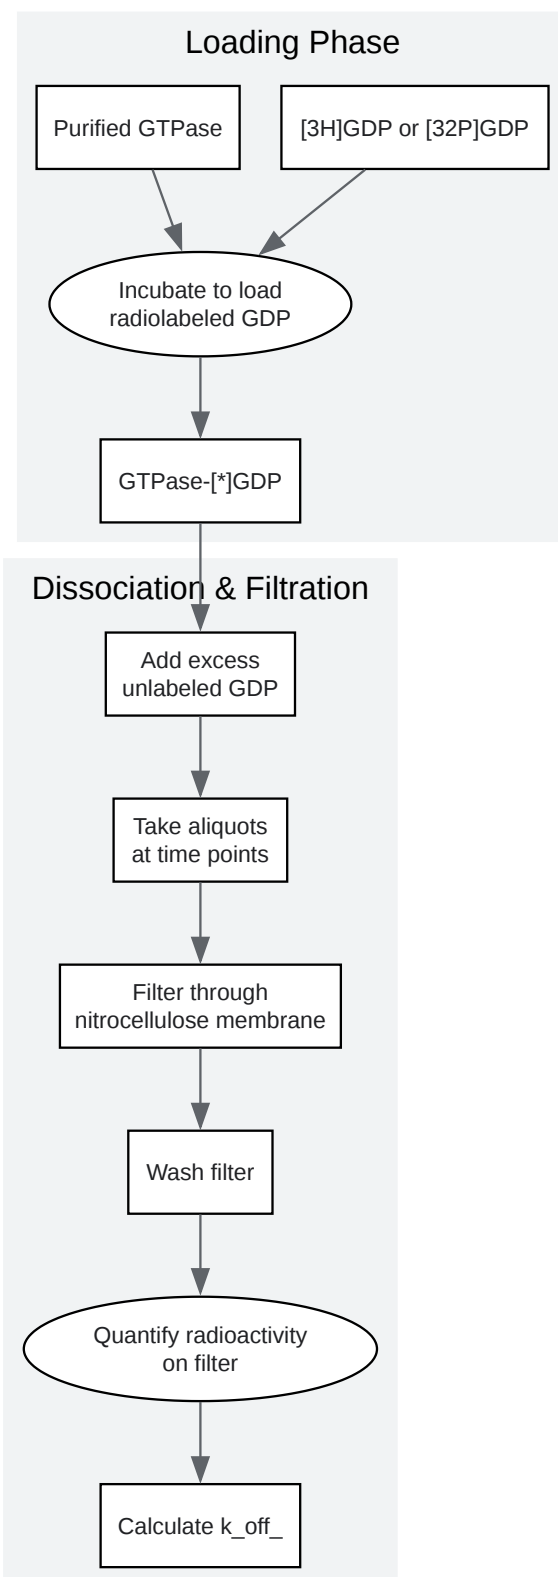 Loading Phase
Purified GTPase
[3H]GDP or [32P]GDP
Incubate to load
radiolabeled GDP
GTPase-[*]GDP
Dissociation & Filtration
Add excess
unlabeled GDP
Take aliquots
at time points
Filter through
nitrocellulose membrane
Wash filter
Quantify radioactivity
on filter
Calculate k_off_